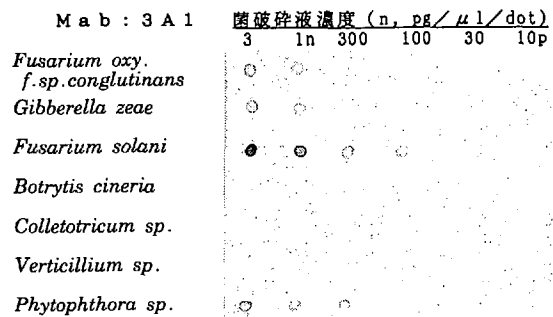 Mab:3A1 菌破砕液濃度(n, pg/μl/dot)
3 1n 300 100 30 10p
Fusarium oxy.
f.sp.conglutinans
Gibberella zeae
Fusarium solani
Botrytis cineria
Colletotricum sp.
Verticillium sp.
Phytophthora sp.